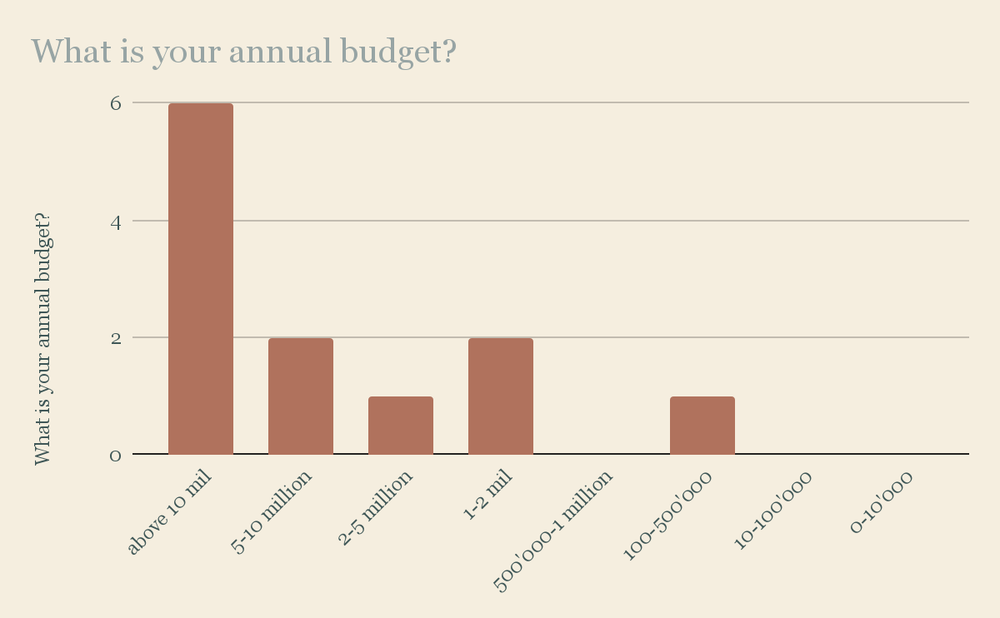 What is your annual budget?
What is your annual budget?
6
4
2
0
above 10 mil
5-10 million
2-5 million
1-2 mil
500'000-1 million
100-500'000
10-100'000
0-10'000